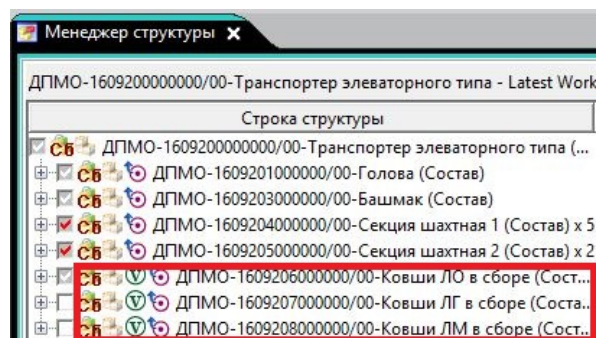 Менеджер структуры X
ДПМО-1609200000000/00-Транспортер элеваторного типа - Latest Work
Строка структуры
Сб ДПМО-1609200000000/00-Транспортер элеваторного типа (...
Сб ДПМО-1609201000000/00-Голова (Состав)
Сб ДПМО-1609203000000/00-Башмак (Состав)
Сб ДПМО-1609204000000/00-Секция шахтная 1 (Состав) x 5
Сб ДПМО-1609205000000/00-Секция шахтная 2 (Состав) x 2
Сб V ДПМО-1609206000000/00-Ковши ЛО в сборе (Сост...
Сб V ДПМО-1609207000000/00-Ковши ЛГ в сборе (Соста...
Сб V ДПМО-1609208000000/00-Ковши ЛМ в сборе (Сост...